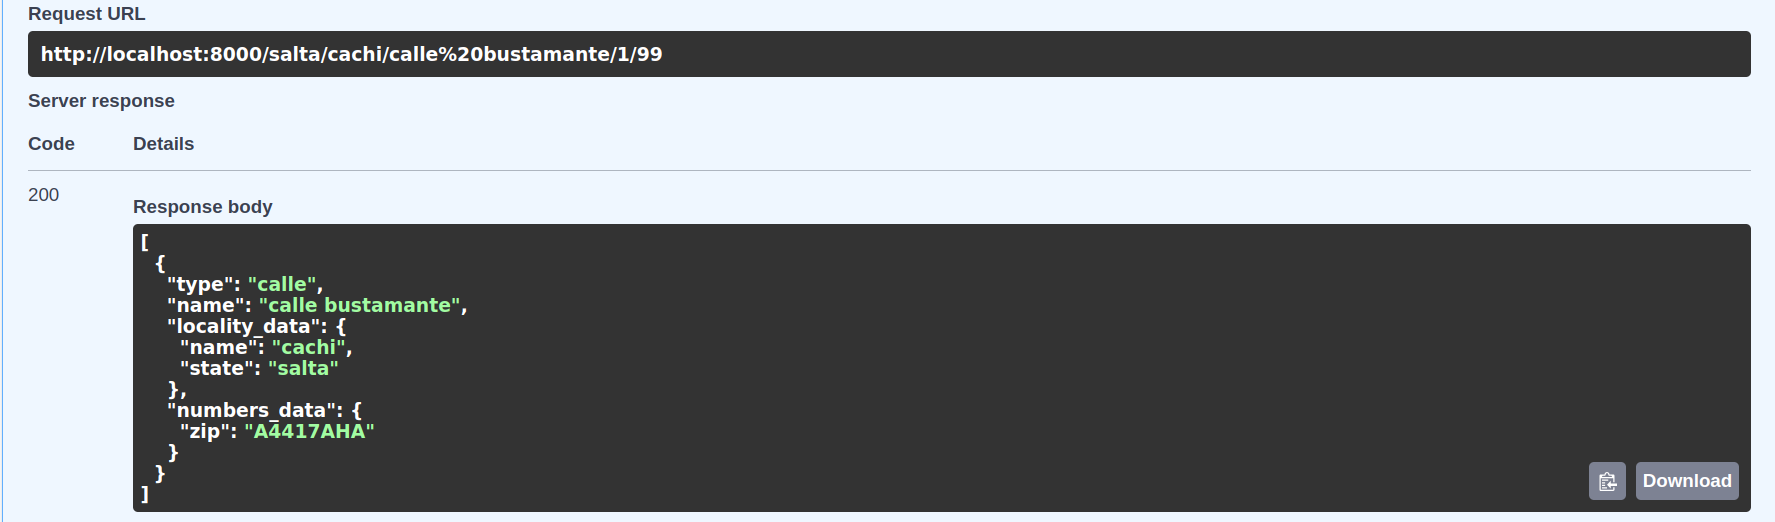 Request URL
http://localhost:8000/salta/cachi/calle%20bustamante/1/99
Server response
Code Details
200
Response body
[
  {
    "type": "calle",
    "name": "calle bustamante",
    "locality_data": {
      "name": "cachi",
      "state": "salta"
    },
    "numbers_data": {
      "zip": "A4417AHA"
    }
  }
]
Download